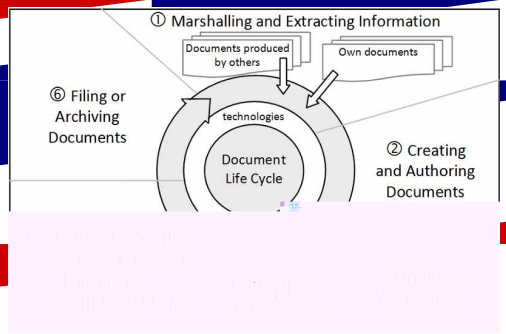 ① Marshalling and Extracting Information
Documents produced
by others
Own documents
⑥ Filing or
Archiving
Documents
technologies
Document
Life Cycle
② Creating
and Authoring
Documents